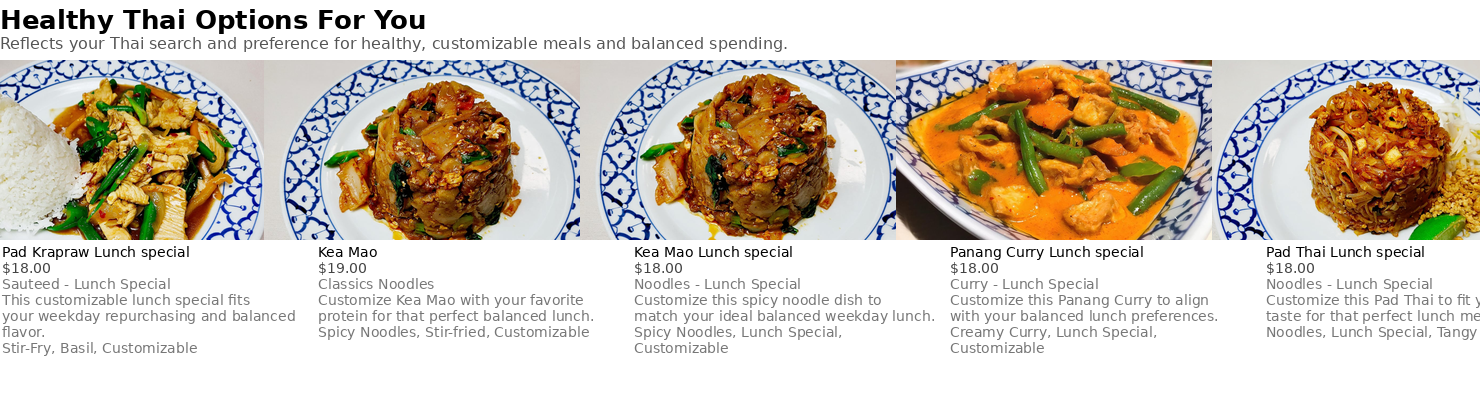 Healthy Thai Options For You
Reflects your Thai search and preference for healthy, customizable meals and balanced spending.
Pad Krapraw Lunch special
$18.00
Sauteed - Lunch Special
This customizable lunch special fits
your weekday repurchasing and balanced
flavor.
Stir-Fry, Basil, Customizable
Kea Mao
$19.00
Classics Noodles
Customize Kea Mao with your favorite
protein for that perfect balanced lunch.
Spicy Noodles, Stir-fried, Customizable
Kea Mao Lunch special
$18.00
Noodles - Lunch Special
Customize this spicy noodle dish to
match your ideal balanced weekday lunch.
Spicy Noodles, Lunch Special,
Customizable
Panang Curry Lunch special
$18.00
Curry - Lunch Special
Customize this Panang Curry to align
with your balanced lunch preferences.
Creamy Curry, Lunch Special,
Customizable
Pad Thai Lunch special
$18.00
Noodles - Lunch Special
Customize this Pad Thai to fit
taste for that perfect lunch
Noodles, Lunch Special, Tangy